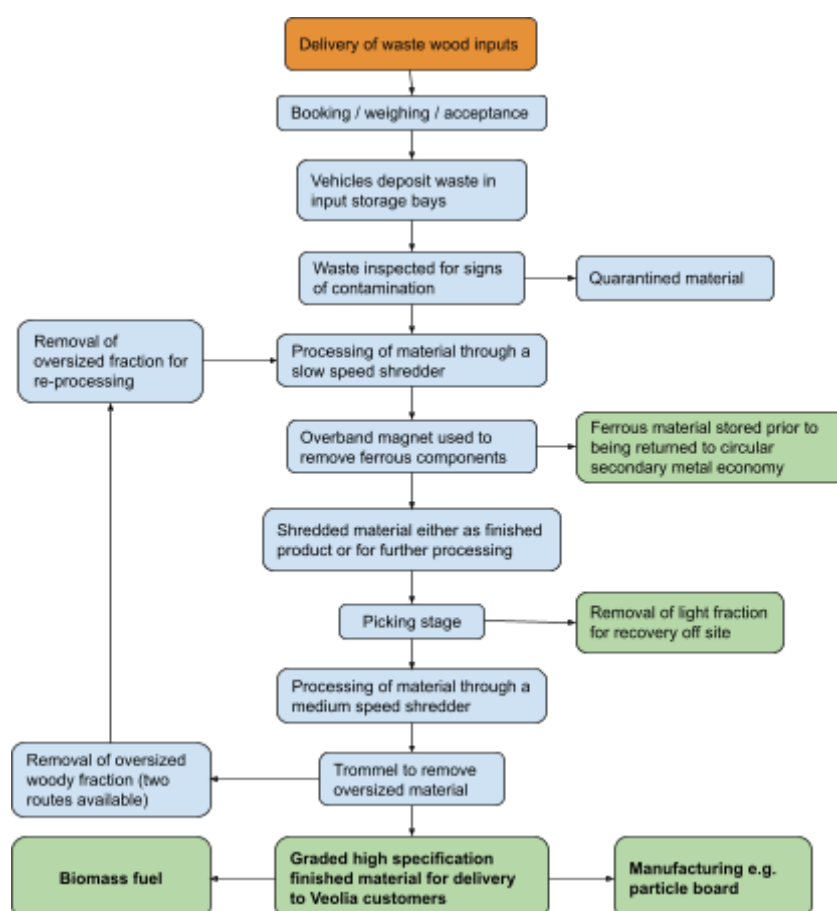 Delivery of waste wood inputs
Booking / weighing / acceptance
Vehicles deposit waste in
input storage bays
Waste inspected for signs
of contamination
Quarantined material
Removal of
oversized fraction for
re-processing
Processing of material through a
slow speed shredder
Overband magnet used to
remove ferrous components
Ferrous material stored prior to
being returned to circular
secondary metal economy
Shredded material either as finished
product or for further processing
Picking stage
Removal of light fraction
for recovery off site
Processing of material through a
medium speed shredder
Removal of oversized
woody fraction (two
routes available)
Trommel to remove
oversized material
Biomass fuel
Graded high specification
finished material for delivery
to Veolia customers
Manufacturing e.g.
particle board